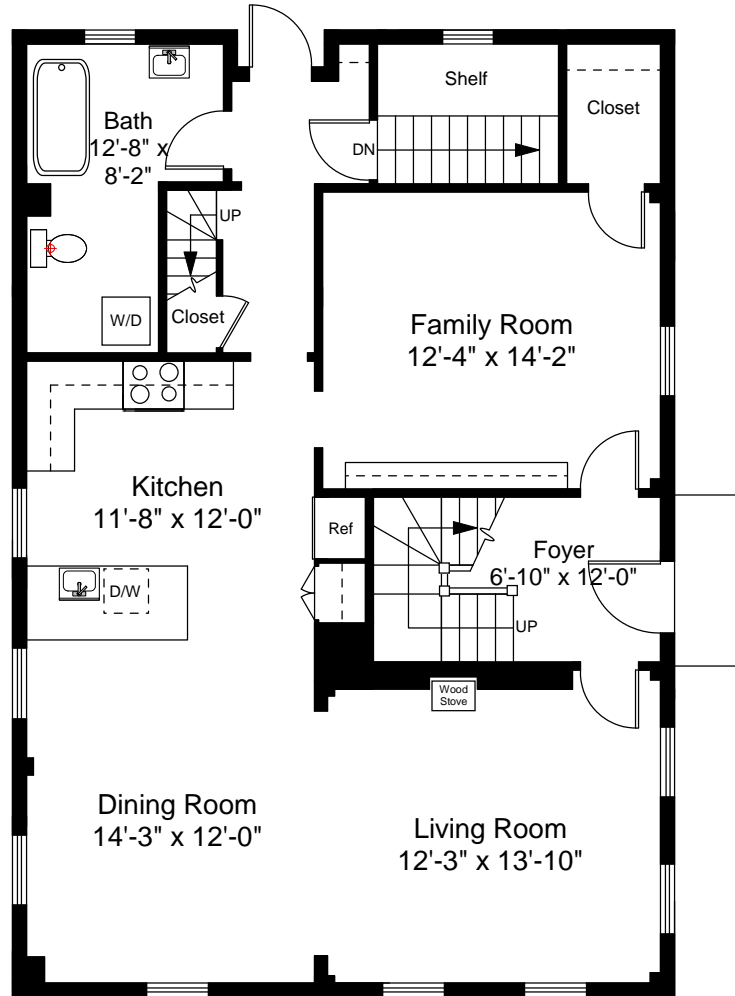 Shelf
Closet
Bath
12'-8" x
8'-2"
DN
UP
Closet
W/D
Family Room
12'-4" x 14'-2"
Kitchen
11'-8" x 12'-0"
Ref
Foyer
6'-10" x 12'-0"
D/W
UP
Wood
Stove
Dining Room
14'-3" x 12'-0"
Living Room
12'-3" x 13'-10"